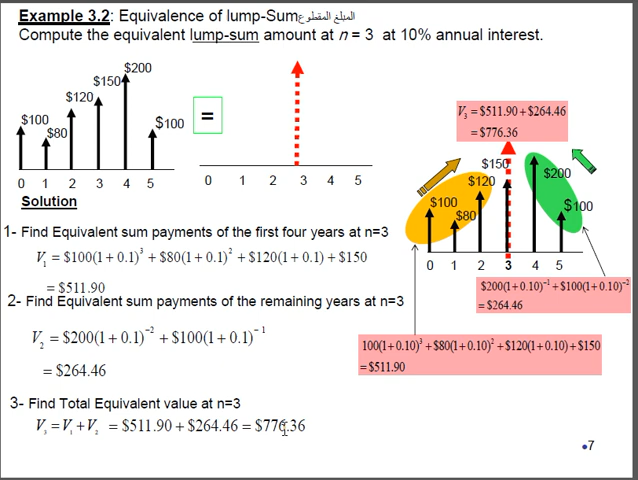 Example 3.2: Equivalence of lump-Sum المبلغ المقطوع
Compute the equivalent lump-sum amount at n = 3 at 10% annual interest.
$100
$80
$120
$150
$200
$100
0 1 2 3 4 5
=
0 1 2 3 4 5
V₃ = $511.90 + $264.46
= $776.36
$100
$80
$120
$150
$200
$100
0 1 2 3 4 5
Solution
1- Find Equivalent sum payments of the first four years at n=3
V₁ = $100(1 + 0.1)³ + $80(1 + 0.1)² + $120(1 + 0.1) + $150
= $511.90
2- Find Equivalent sum payments of the remaining years at n=3
V₂ = $200(1 + 0.1)⁻² + $100(1 + 0.1)⁻¹
= $264.46
3- Find Total Equivalent value at n=3
V₃ = V₁ + V₂ = $511.90 + $264.46 = $776.36
$200(1+0.10)⁻¹ + $100(1+0.10)⁻²
= $264.46
100(1+0.10)³ + $80(1+0.10)² + $120(1+0.10) + $150
= $511.90
•7